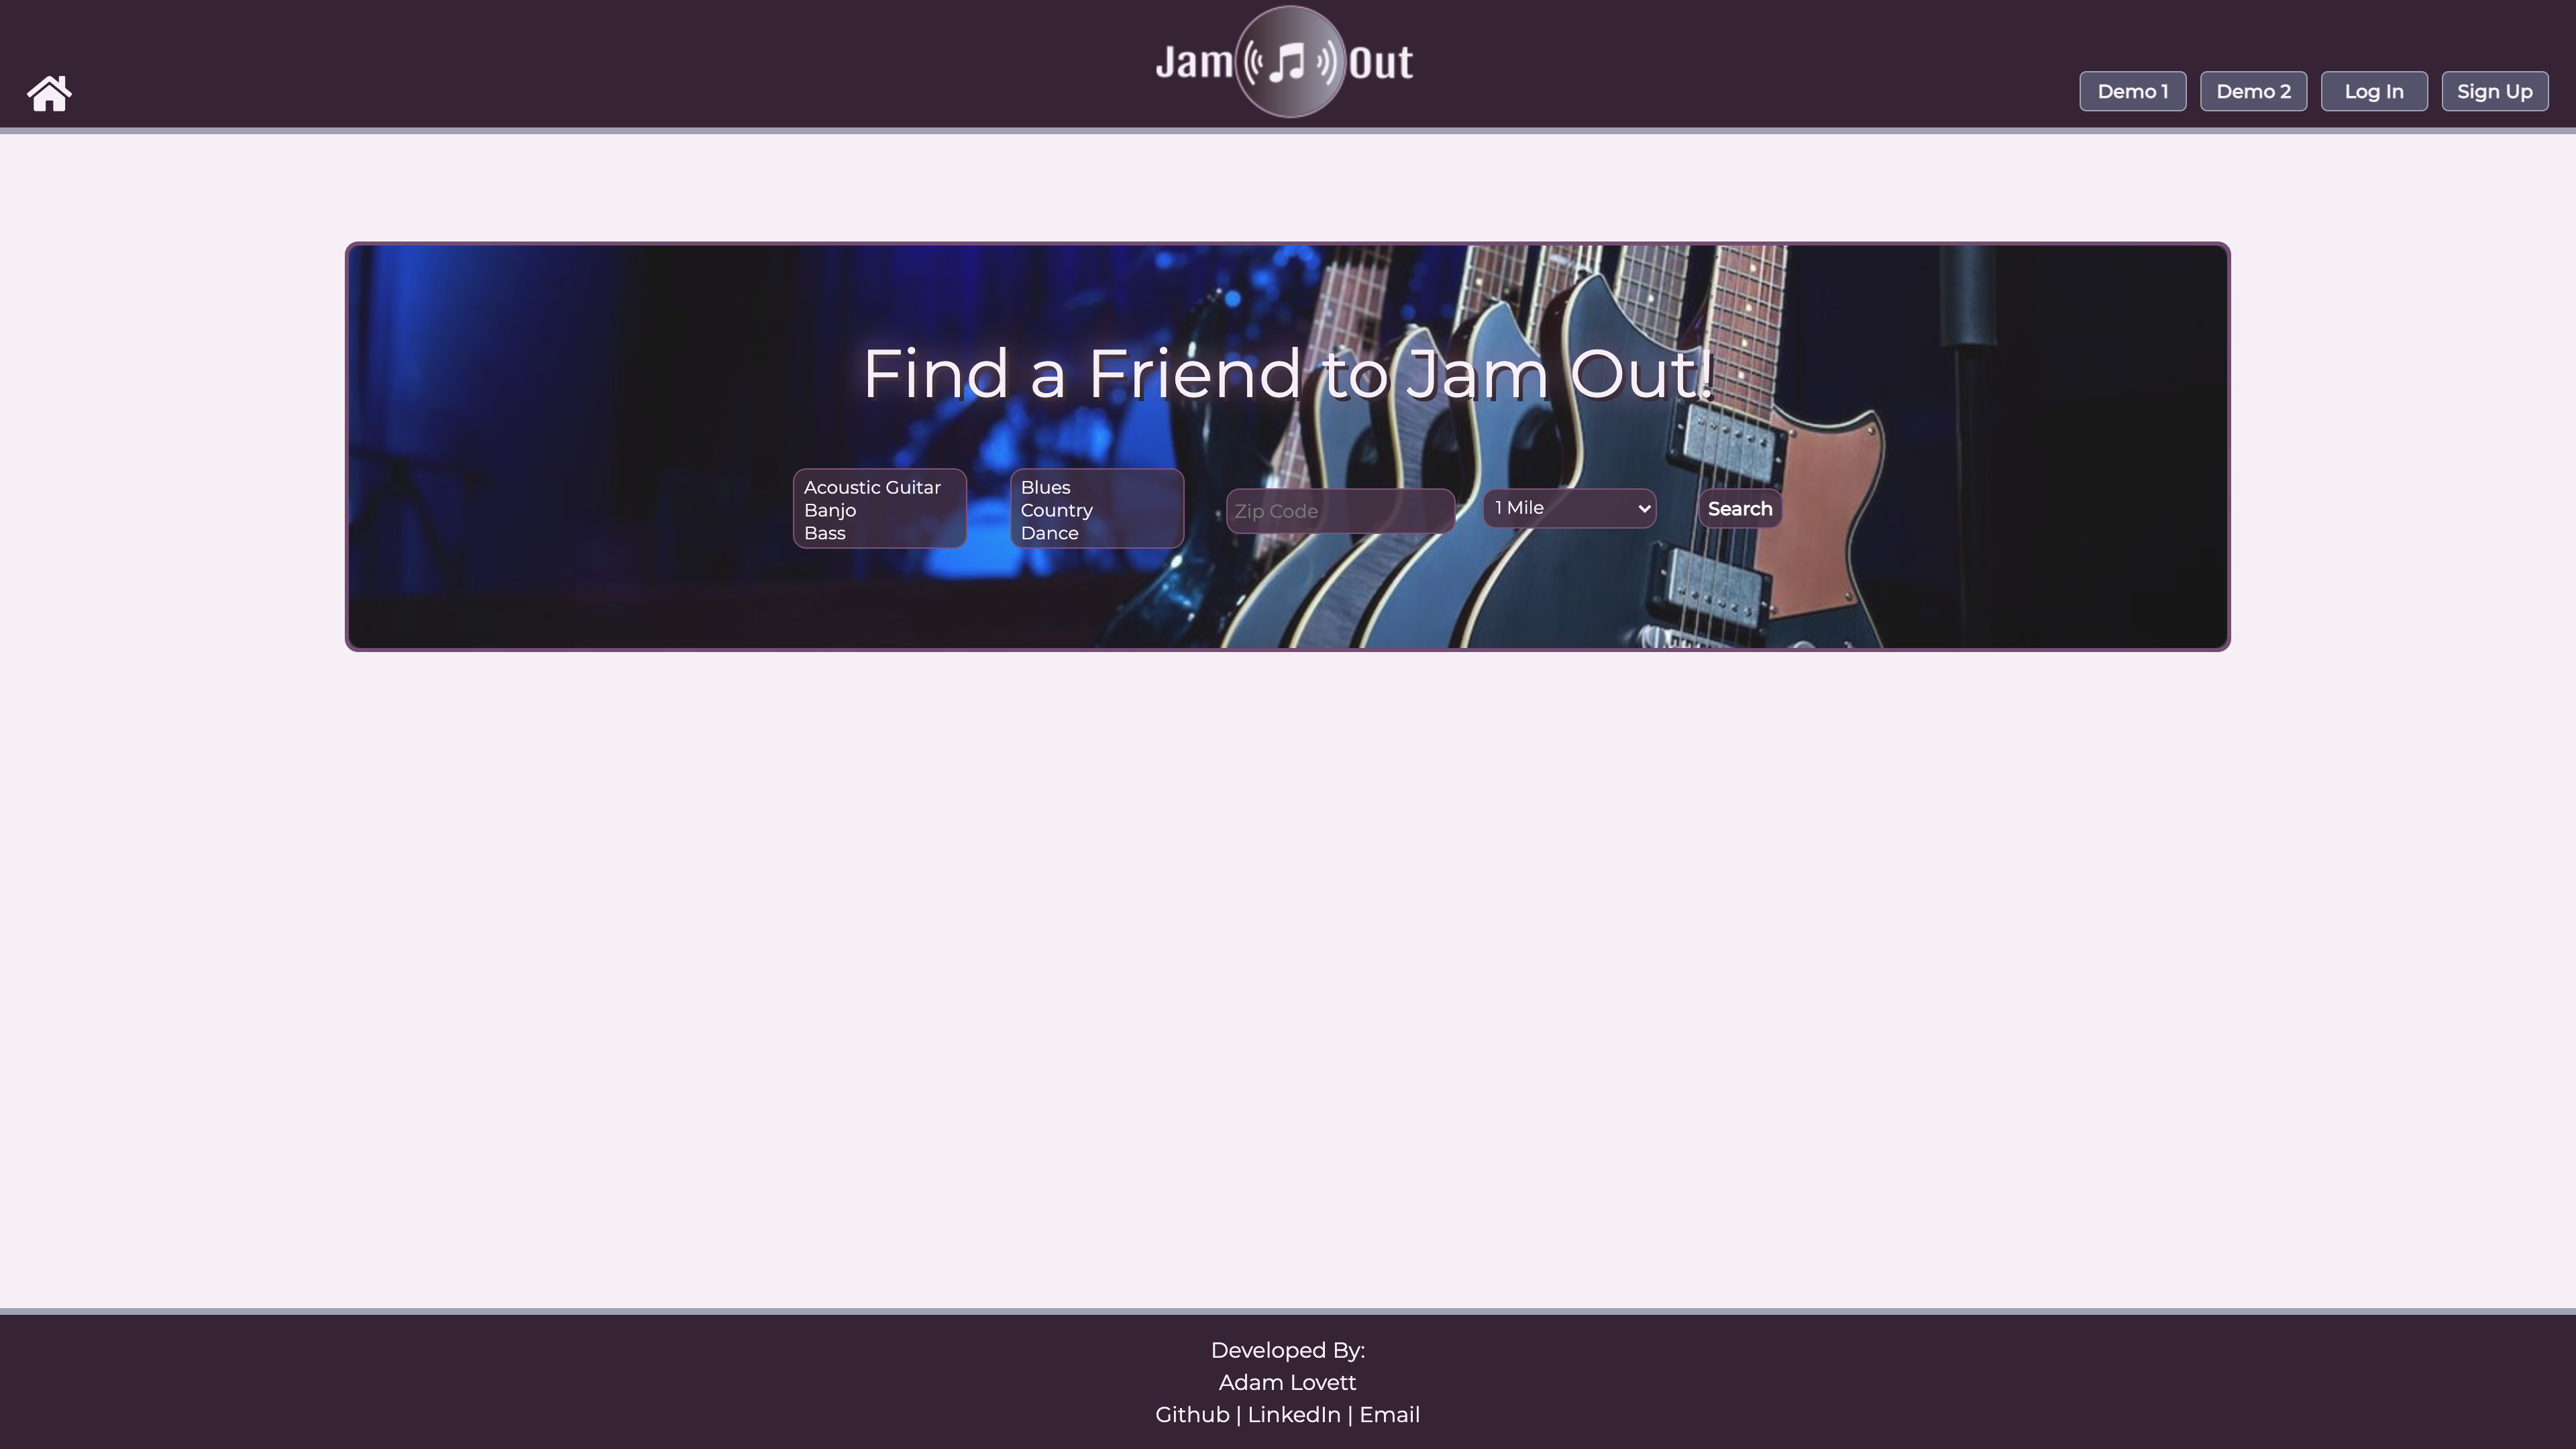 Jam Out
Demo 1
Demo 2
Log In
Sign Up
Find a Friend to Jam Out!
Acoustic Guitar
Banjo
Bass
Blues
Country
Dance
Zip Code
1 Mile
Search
Developed By:
Adam Lovett
Github | LinkedIn | Email